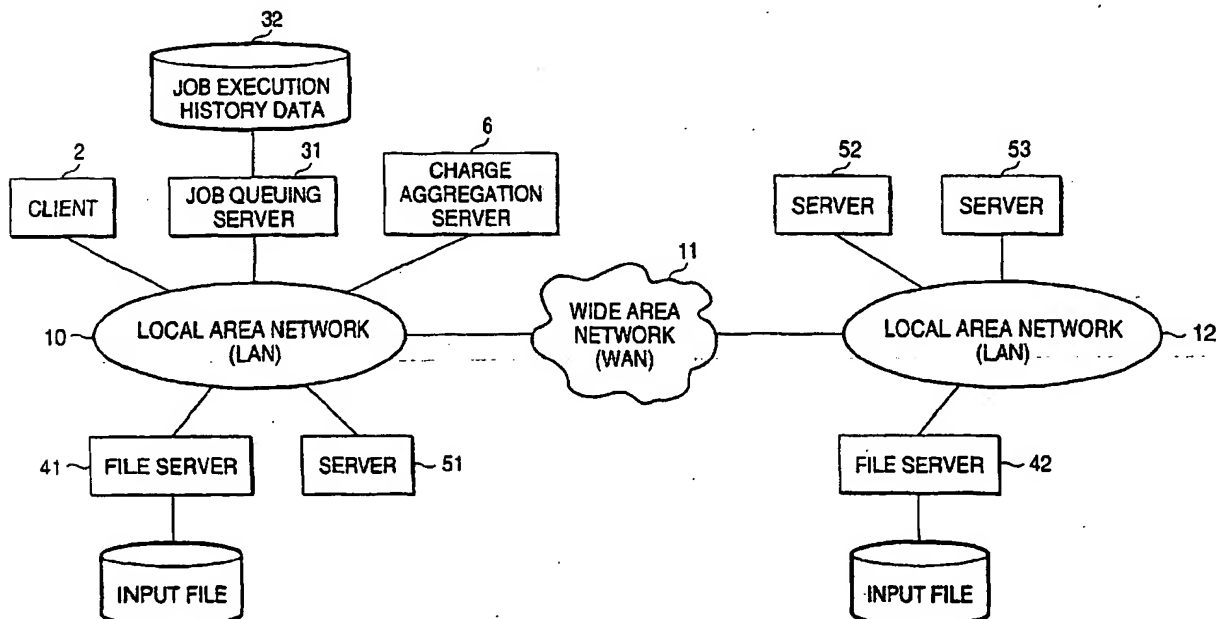 32
JOB EXECUTION
HISTORY DATA
2
CLIENT
31
JOB QUEUING
SERVER
6
CHARGE
AGGREGATION
SERVER
52
SERVER
53
SERVER
10
LOCAL AREA NETWORK
(LAN)
11
WIDE AREA
NETWORK
(WAN)
LOCAL AREA NETWORK
(LAN)
12
41
FILE SERVER
SERVER
51
FILE SERVER
42
INPUT FILE
INPUT FILE